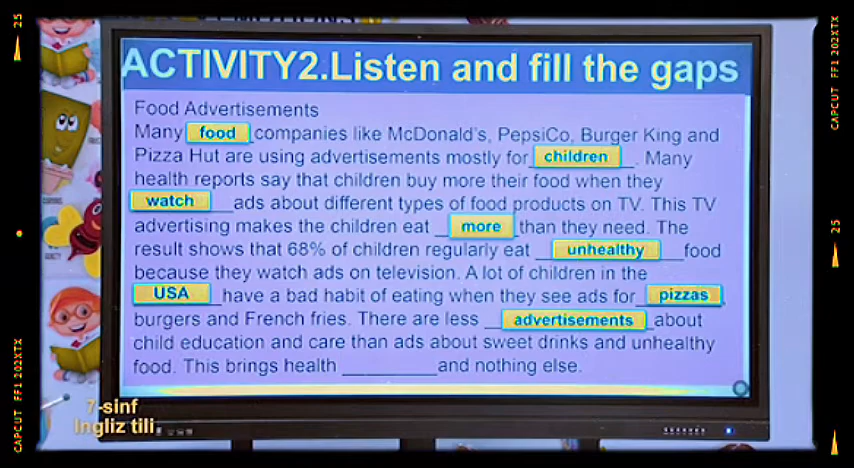 ACTIVITY2.Listen and fill the gaps
Food Advertisements
Many food companies like McDonald's, PepsiCo, Burger King and
Pizza Hut are using advertisements mostly for children. Many
health reports say that children buy more their food when they
watch ads about different types of food products on TV. This TV
advertising makes the children eat more than they need. The
result shows that 68% of children regularly eat unhealthy food
because they watch ads on television. A lot of children in the
USA have a bad habit of eating when they see ads for pizzas,
burgers and French fries. There are less advertisements about
child education and care than ads about sweet drinks and unhealthy
food. This brings health __________ and nothing else.
7-sinf
Ingliz tili
25
CAPCUT FF1 202XTX
CAPCUT FF1 202XTX
25